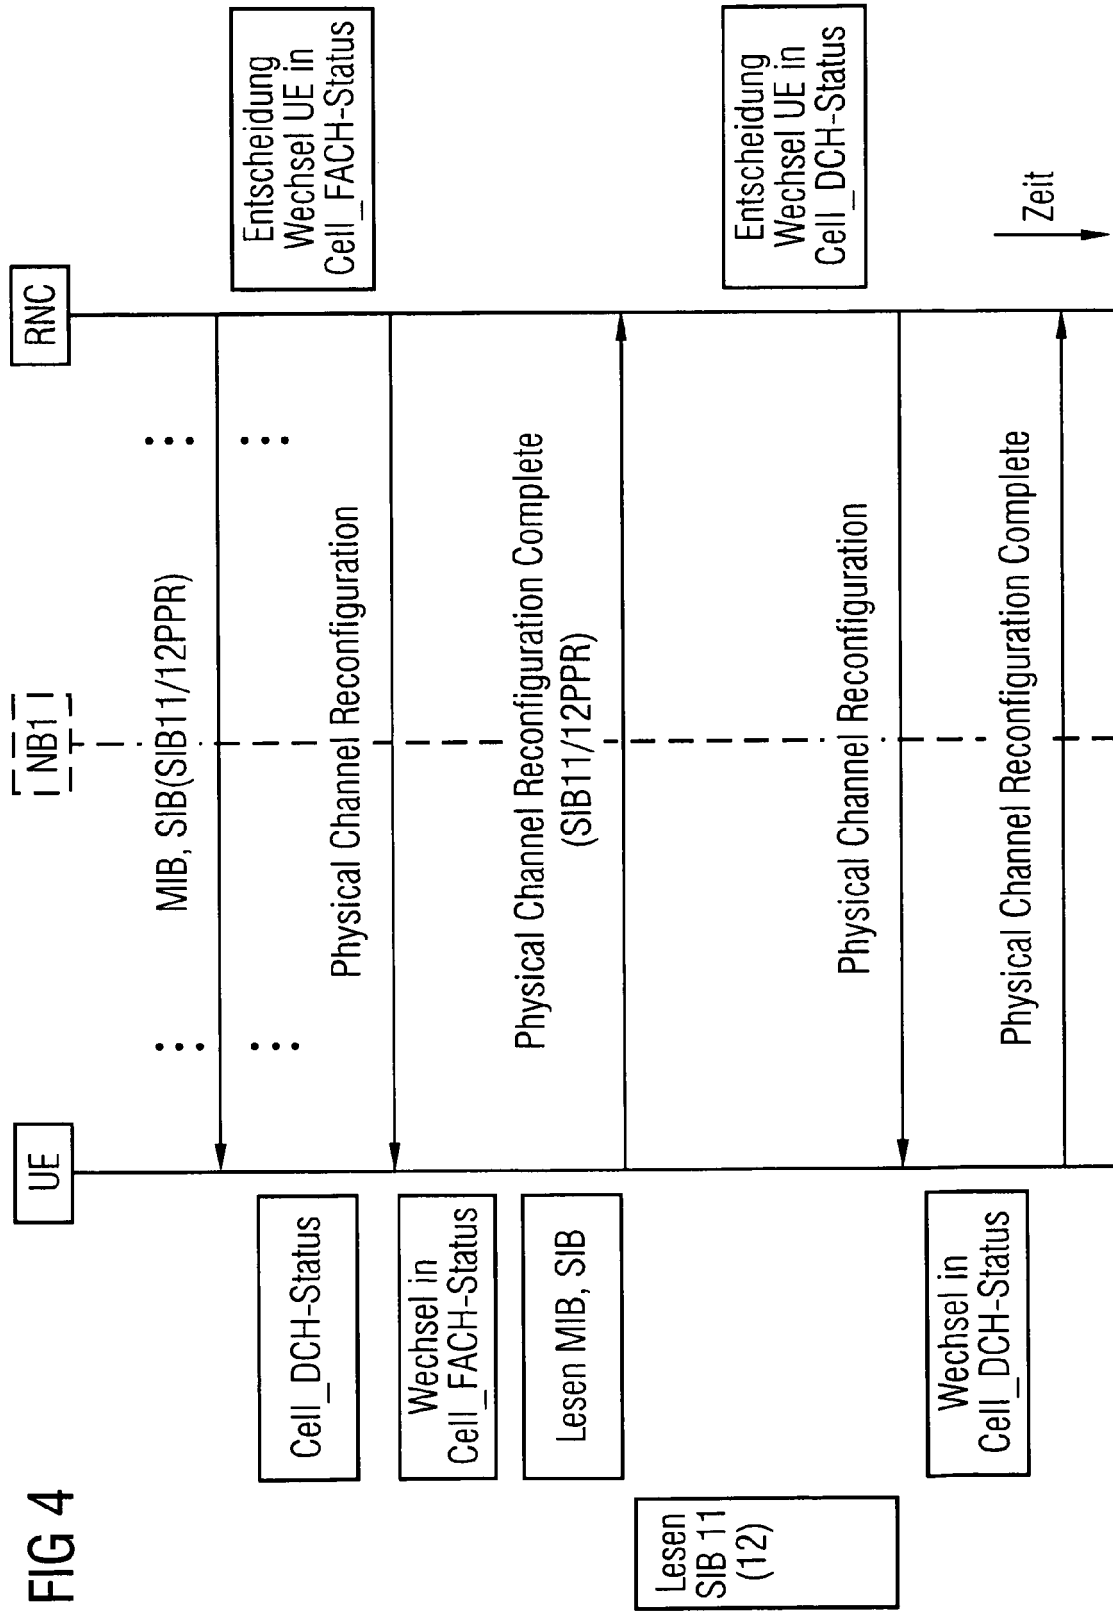 FIG 4
UE
NB1
RNC
MIB, SIB(SIB11/12PPR)
Cell_DCH-Status
Entscheidung
Wechsel UE in
Cell_FACH-Status
Physical Channel Reconfiguration
Wechsel in
Cell_FACH-Status
Lesen MIB, SIB
Physical Channel Reconfiguration Complete
(SIB11/12PPR)
Lesen
SIB 11
(12)
Entscheidung
Wechsel UE in
Cell_DCH-Status
Physical Channel Reconfiguration
Wechsel in
Cell_DCH-Status
Physical Channel Reconfiguration Complete
Zeit